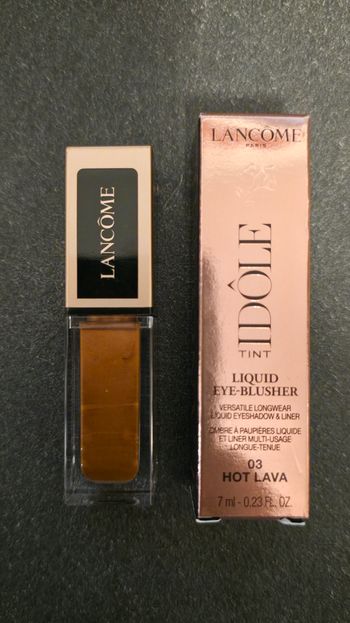 LANCÔME
LANCÔME
PARIS
IDÔLE
TINT
LIQUID
EYE-BLUSHER
VERSATILE LONGWEAR
LIQUID EYESHADOW & LINER
OMBRE À PAUPIÈRES LIQUIDE
ET LINER MULTI-USAGE
LONGUE-TENUE
03
HOT LAVA
7 ml - 0.23 FL. OZ.